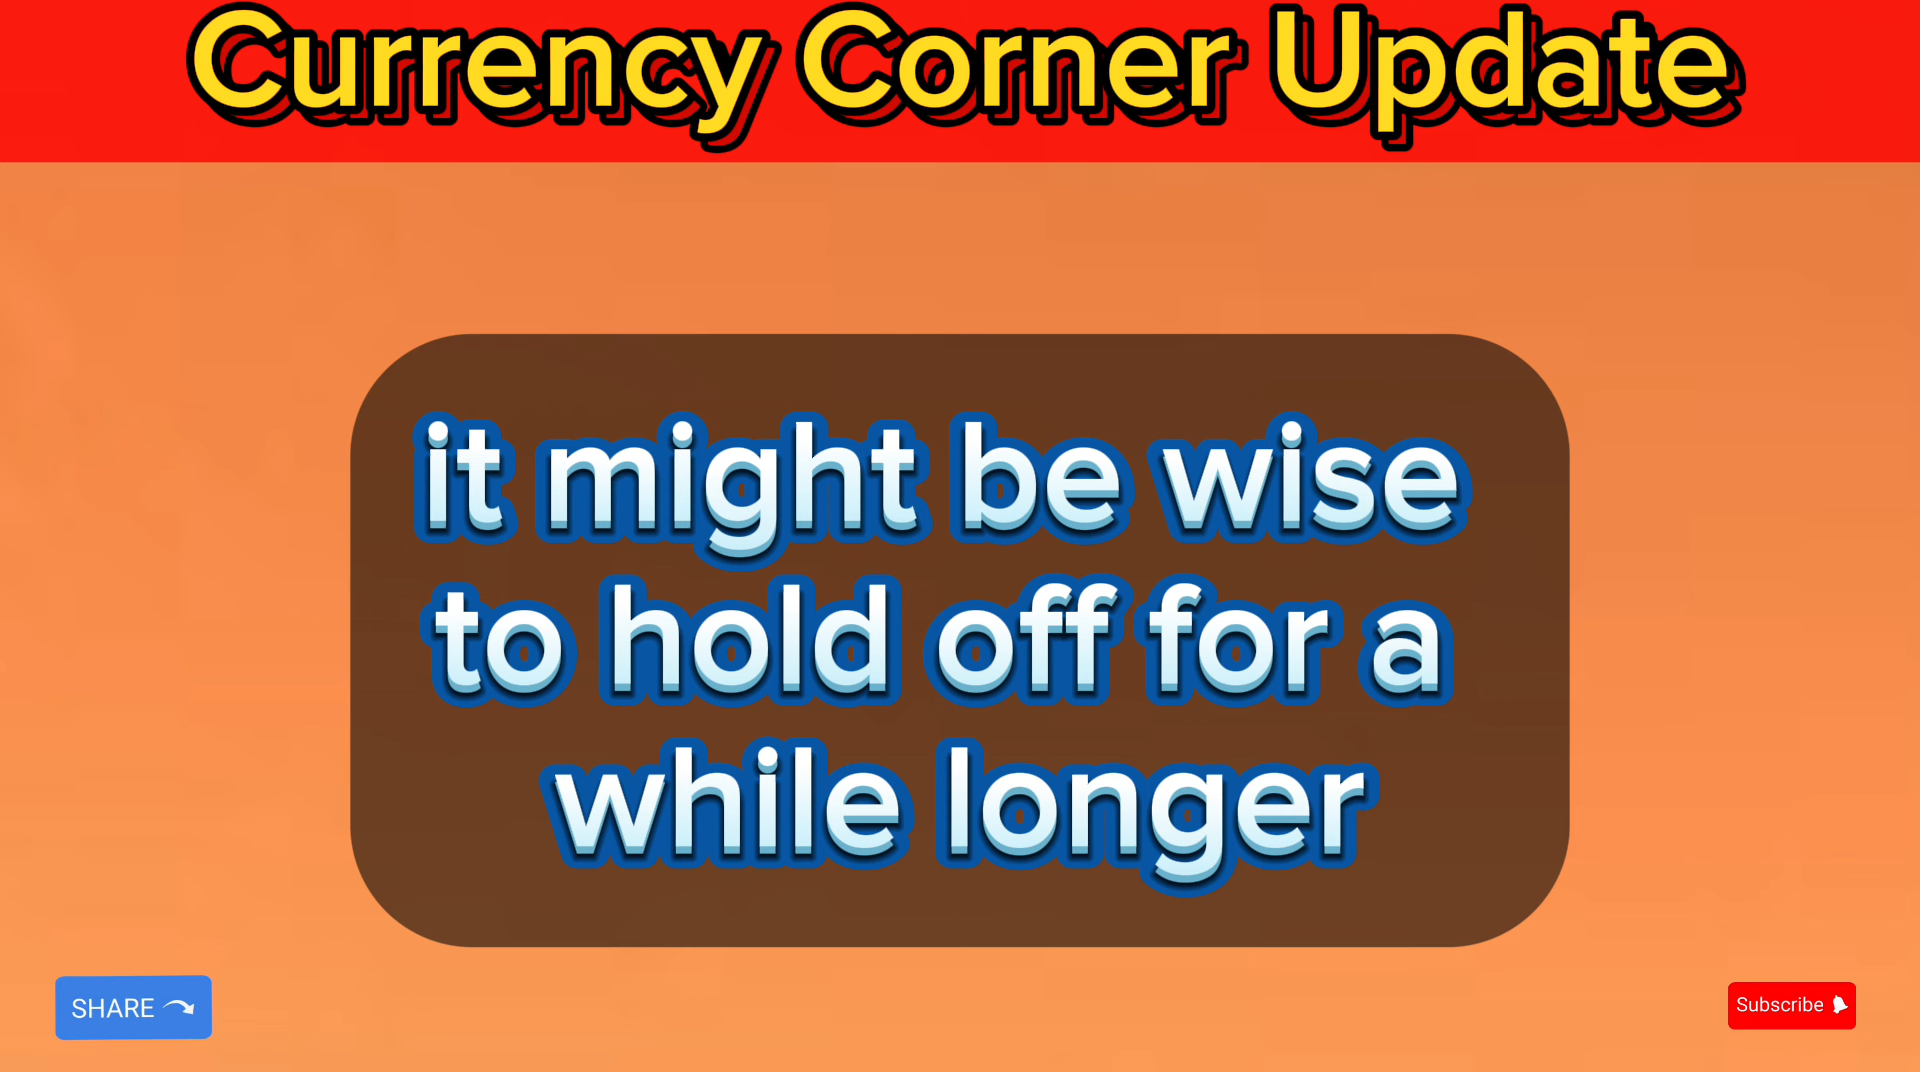 Currency Corner Update
it might be wise
to hold off for a
while longer
SHARE
Subscribe